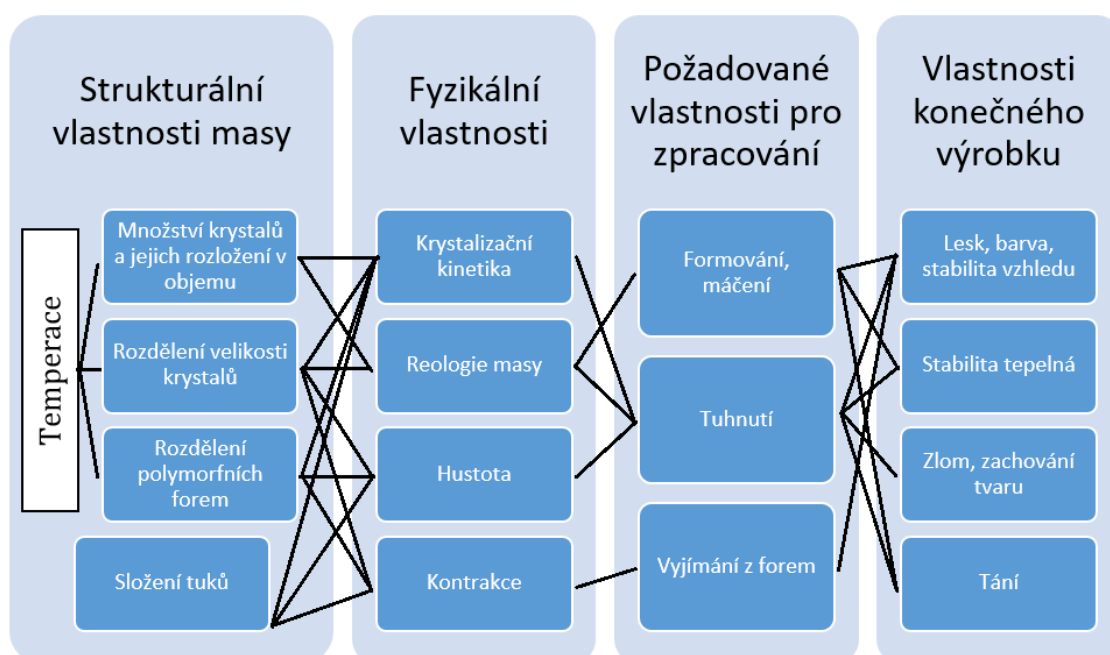 Strukturální
vlastnosti masy
Temperace
Množství krystalů
a jejich rozložení v
objemu
Rozdělení velikosti
krystalů
Rozdělení
polymorfních
forem
Složení tuků
Fyzikální
vlastnosti
Krystalizační
kinetika
Reologie masy
Hustota
Kontrakce
Požadované
vlastnosti pro
zpracování
Formování,
máčení
Tuhnutí
Vyjímání z forem
Vlastnosti
konečného
výrobku
Lesk, barva,
stabilita vzhledu
Stabilita tepelná
Zlom, zachování
tvaru
Tání